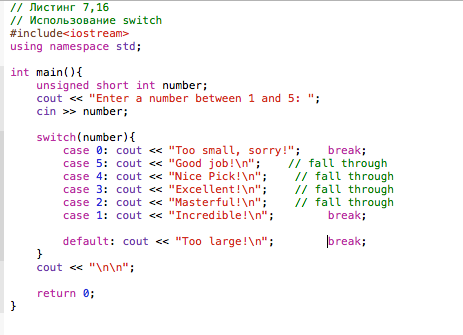 // Листинг 7,16
// Использование switch
#include<iostream>
using namespace std;

int main(){
    unsigned short int number;
    cout << "Enter a number between 1 and 5: ";
    cin >> number;

    switch(number){
        case 0: cout << "Too small, sorry!";    break;
        case 5: cout << "Good job!\n";    // fall through
        case 4: cout << "Nice Pick!\n";    // fall through
        case 3: cout << "Excellent!\n";    // fall through
        case 2: cout << "Masterful!\n";    // fall through
        case 1: cout << "Incredible!\n";        break;

        default: cout << "Too large!\n";        break;
    }
    cout << "\n\n";

    return 0;
}